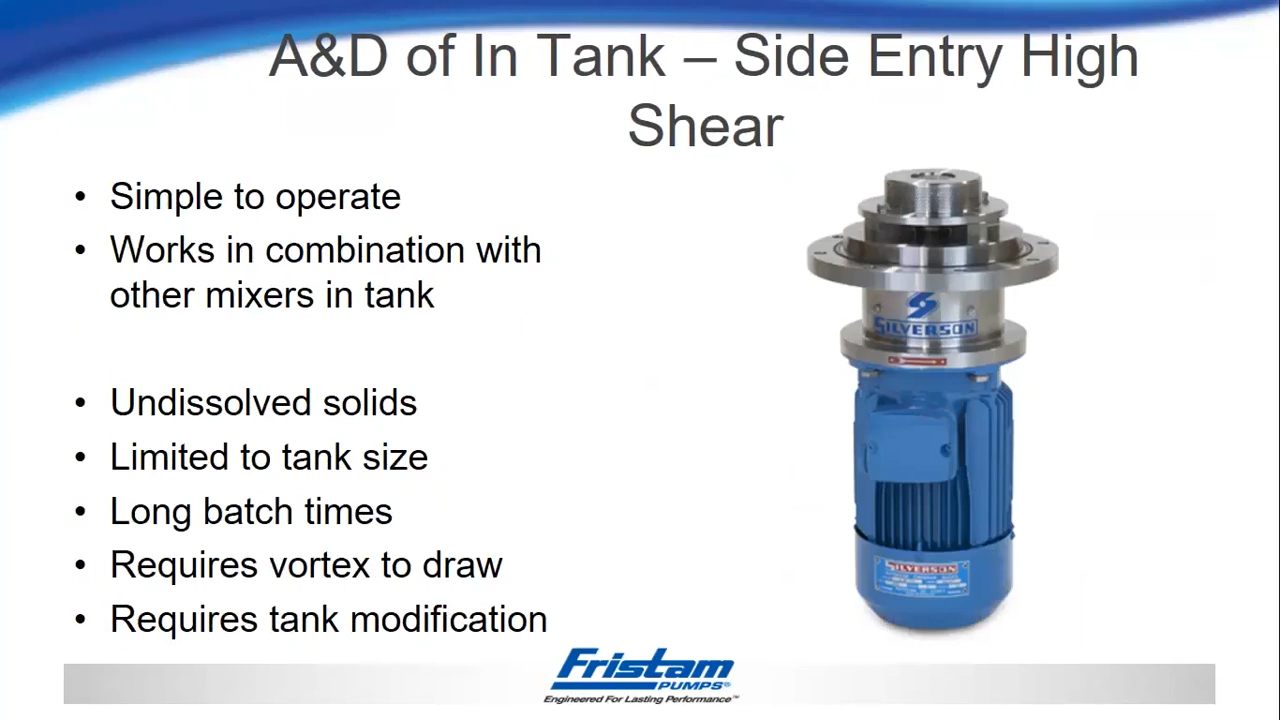 A&D of In Tank – Side Entry High
Shear
• Simple to operate
• Works in combination with
other mixers in tank
• Undissolved solids
• Limited to tank size
• Long batch times
• Requires vortex to draw
• Requires tank modification
SILVERSON
SILVERSON
Fristam
PUMPS®
Engineered For Lasting Performance™